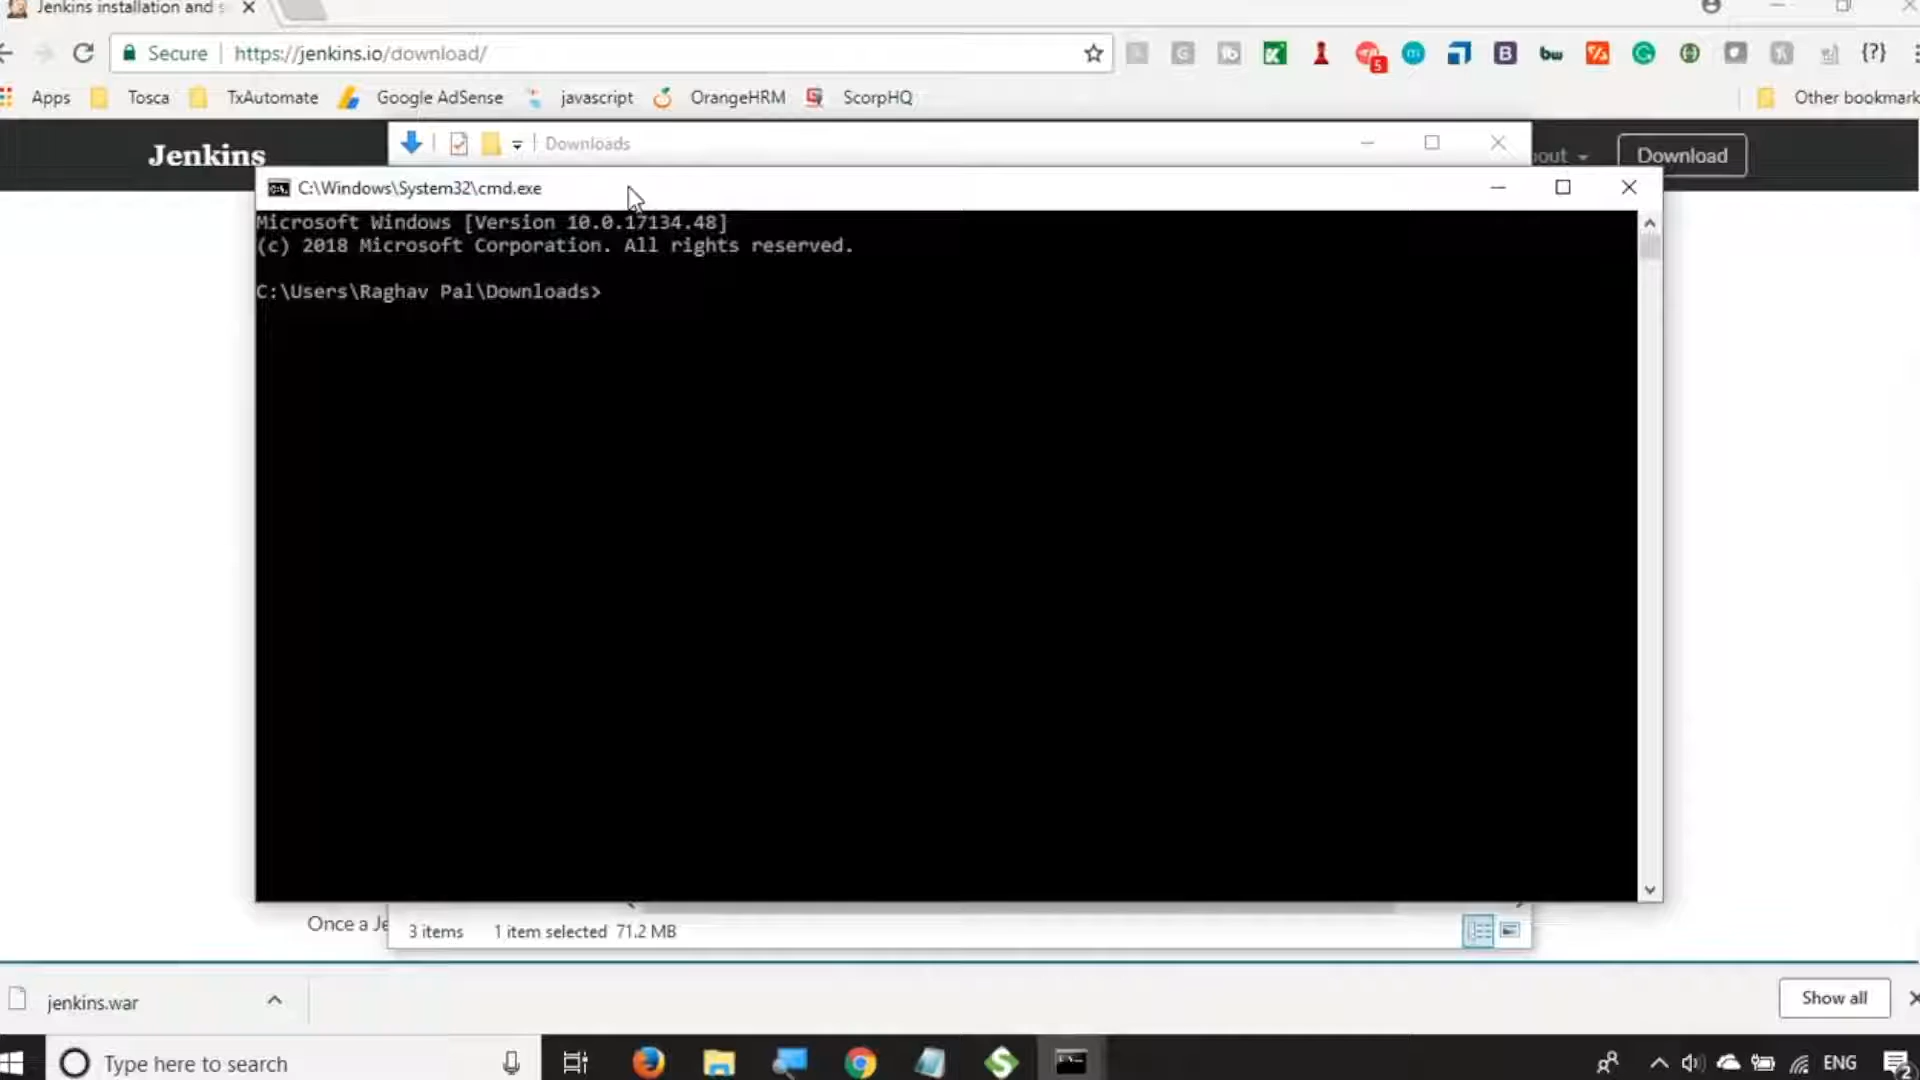 Jenkins installation and s
Secure
https://jenkins.io/download/
5
{?}
Apps
Tosca
TxAutomate
Google AdSense
javascript
OrangeHRM
ScorpHQ
Other bookmark
Jenkins
Downloads
bout
Download
C:\Windows\System32\cmd.exe
Microsoft Windows [Version 10.0.17134.48]
(c) 2018 Microsoft Corporation. All rights reserved.
C:\Users\Raghav Pal\Downloads>
Once a Je
3 items
1 item selected 71.2 MB
jenkins.war
Show all
Type here to search
ENG
2